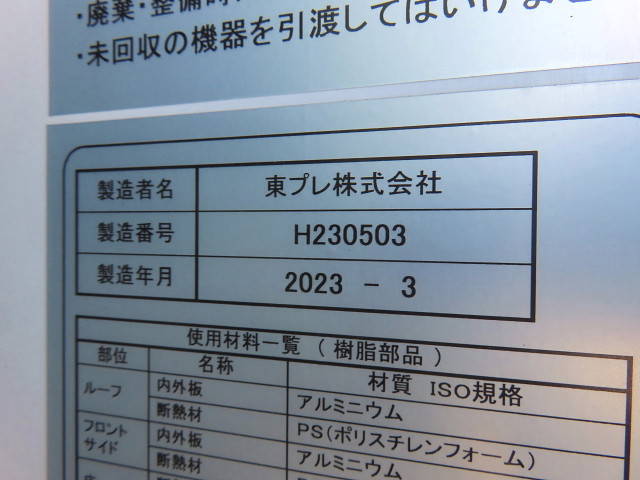 ・廃棄・整備時
・未回収の機器を引渡してはいけませ
製造者名 東プレ株式会社
製造番号 H230503
製造年月 2023 - 3
使用材料一覧 ( 樹脂部品 )
部位 名称 材質 ISO規格
ルーフ 内外板 アルミニウム
断熱材 PS(ポリスチレンフォーム)
フロントサイド 内外板 アルミニウム
断熱材